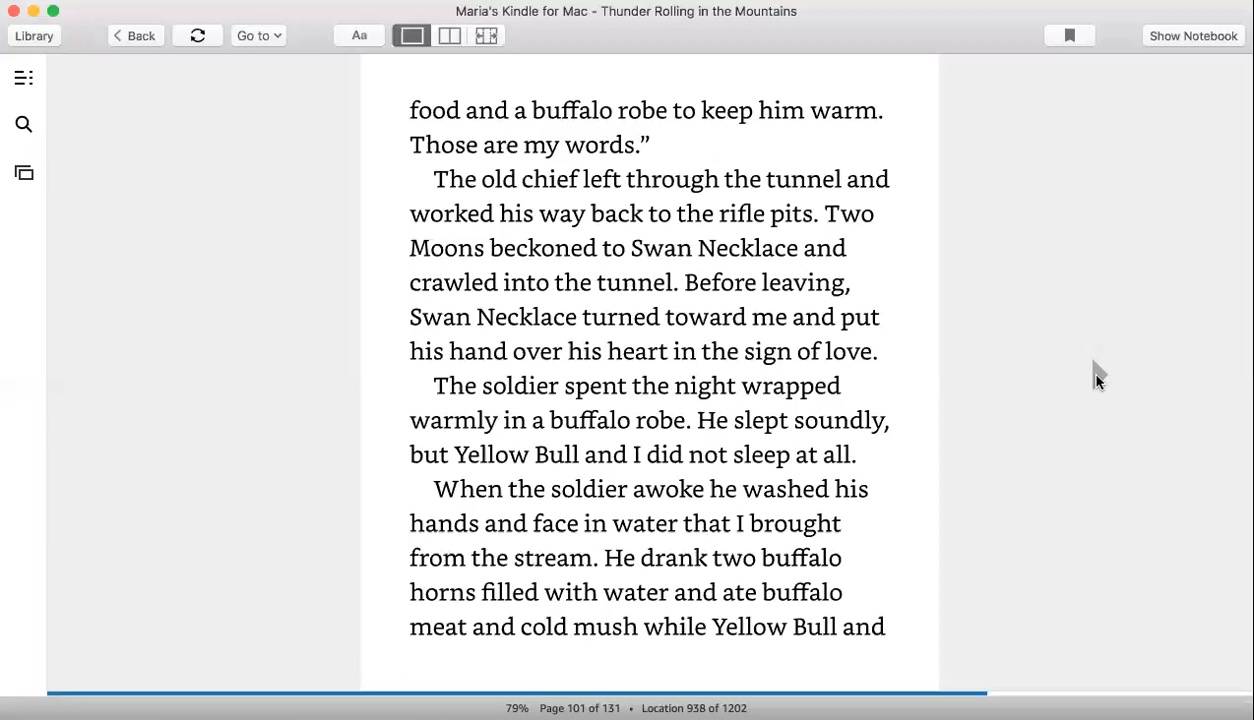 Maria's Kindle for Mac - Thunder Rolling in the Mountains
Library
Back
Go to
Aa
Show Notebook
food and a buffalo robe to keep him warm.
Those are my words.”
The old chief left through the tunnel and
worked his way back to the rifle pits. Two
Moons beckoned to Swan Necklace and
crawled into the tunnel. Before leaving,
Swan Necklace turned toward me and put
his hand over his heart in the sign of love.
The soldier spent the night wrapped
warmly in a buffalo robe. He slept soundly,
but Yellow Bull and I did not sleep at all.
When the soldier awoke he washed his
hands and face in water that I brought
from the stream. He drank two buffalo
horns filled with water and ate buffalo
meat and cold mush while Yellow Bull and
79% Page 101 of 131 • Location 938 of 1202